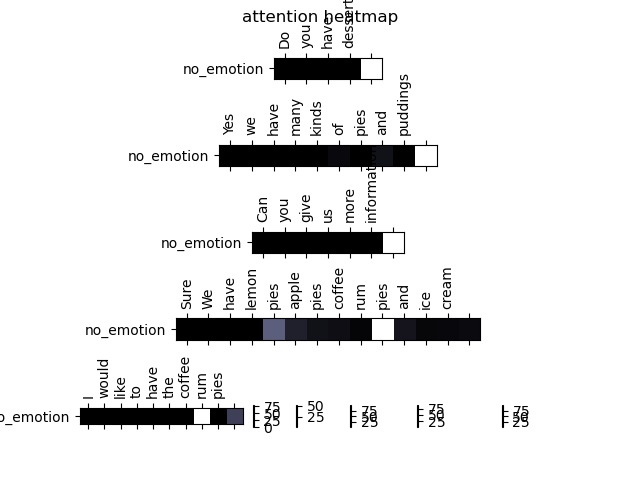 attention heatmap
Do you have dessert
no_emotion
Yes we have many kinds of pies and puddings
no_emotion
Can you give us more information
no_emotion
Sure We have lemon pies apple pies coffee rum pies and ice cream
no_emotion
I would like to have the coffee rum pies
no_emotion
75 50 75 75 75
50 25 50 50 50
25 25 25 25
0